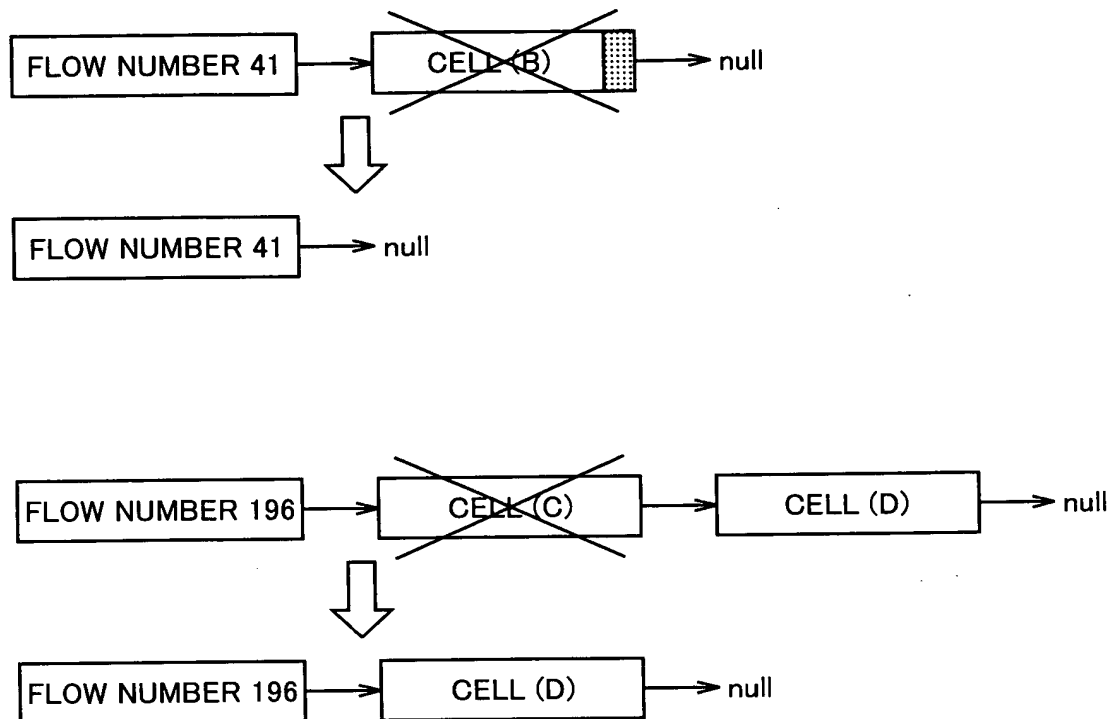 FLOW NUMBER 41 CELL (B) null
FLOW NUMBER 41 null
FLOW NUMBER 196 CELL (C) CELL (D) null
FLOW NUMBER 196 CELL (D) null